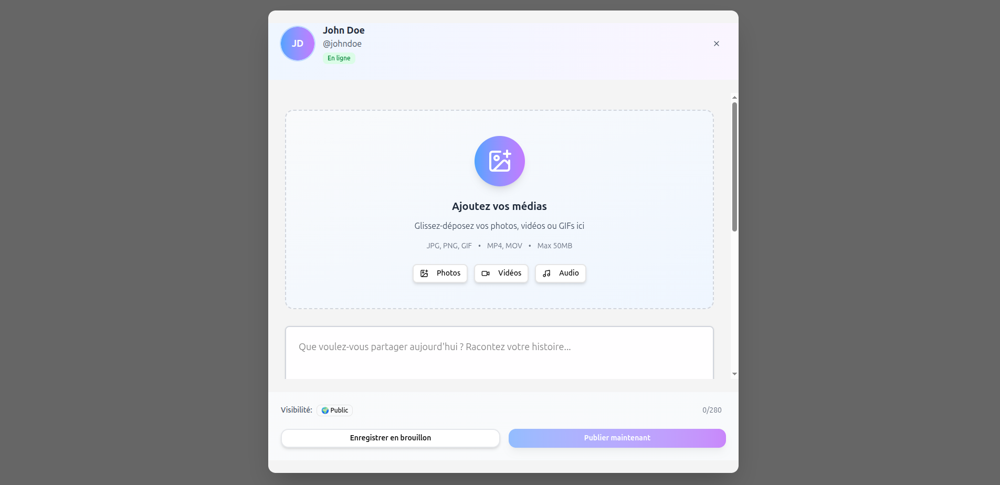 JD
John Doe
@johndoe
En ligne
Ajoutez vos médias
Glissez-déposez vos photos, vidéos ou GIFs ici
JPG, PNG, GIF • MP4, MOV • Max 50MB
Photos Vidéos Audio
Que voulez-vous partager aujourd'hui ? Racontez votre histoire...
Visibilité: 🌍 Public 0/280
Enregistrer en brouillon Publier maintenant